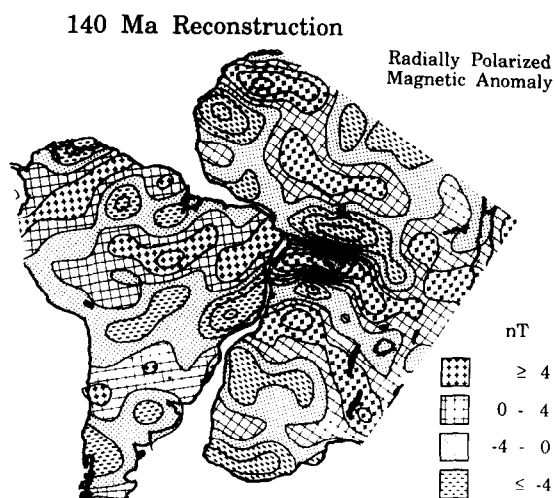 140 Ma Reconstruction
Radially Polarized
Magnetic Anomaly
nT
≥ 4
0 - 4
-4 - 0
≤ -4